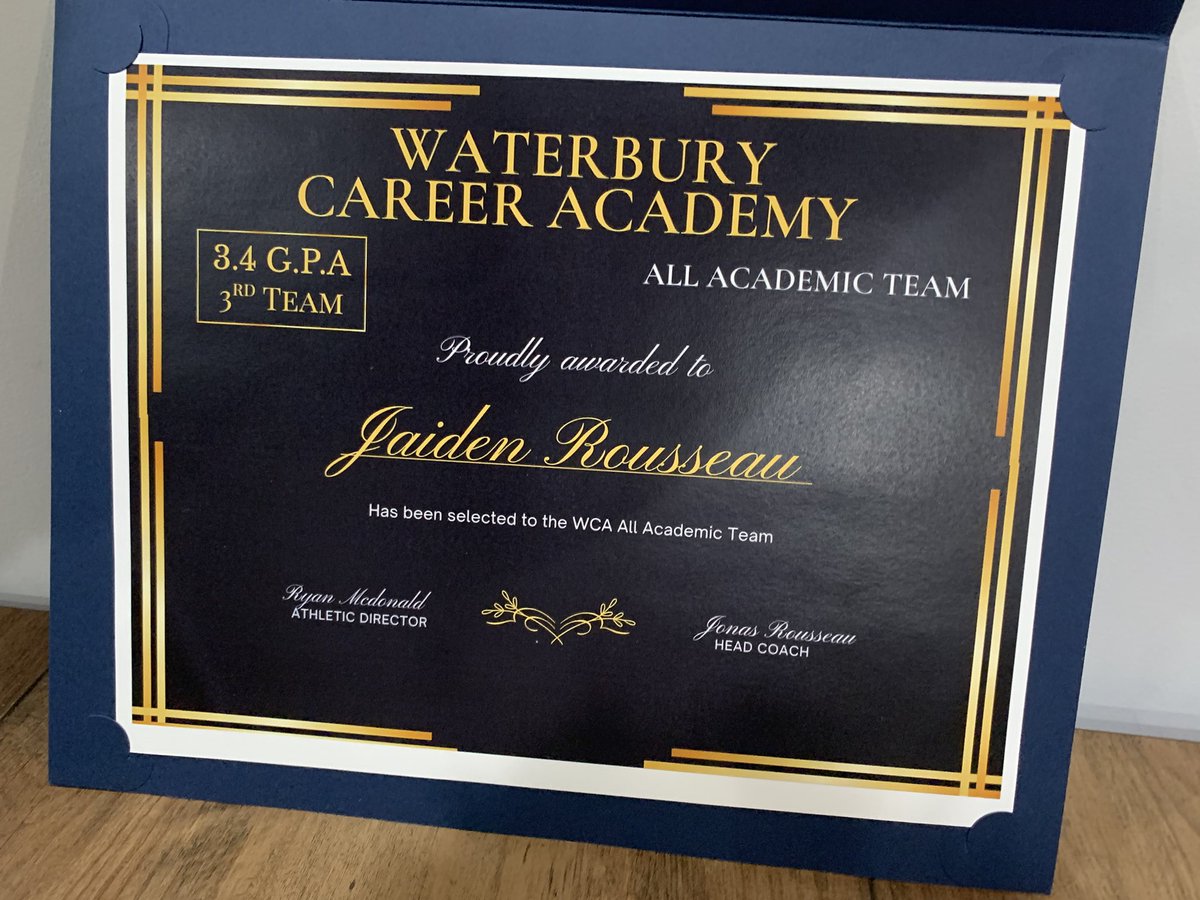 WATERBURY
CAREER ACADEMY
3.4 G.P.A
3RD TEAM
ALL ACADEMIC TEAM
Proudly awarded to
Jaiden Rousseau
Has been selected to the WCA All Academic Team
Ryan Mcdonald
ATHLETIC DIRECTOR
Jonas Rousseau
HEAD COACH